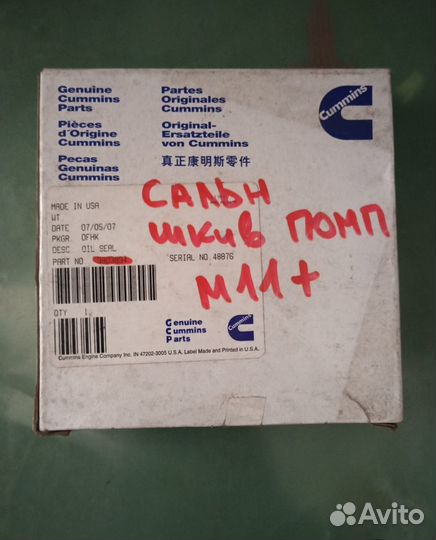 Genuine
Cummins
Parts
Partes
Originales
Cummins
Pièces
d'Origine
Cummins
Original-
Ersatzteile
von Cummins
Pecas
Genuinas
Cummins
真正康明斯零件
Cummins
MADE IN USA
WT
DATE 07/05/07
PKGR. OFHK
DESC OIL SEAL
PART NO
SERIAL NO. 48876
QTY 1
САЛЬН
ШКИВ ПОМП
М11+
Genuine
Cummins
Parts
Cummins
Cummins Engine Company Inc. IN 47202-3005 U.S.A. Label Made and Printed in U.S.A.
Avito